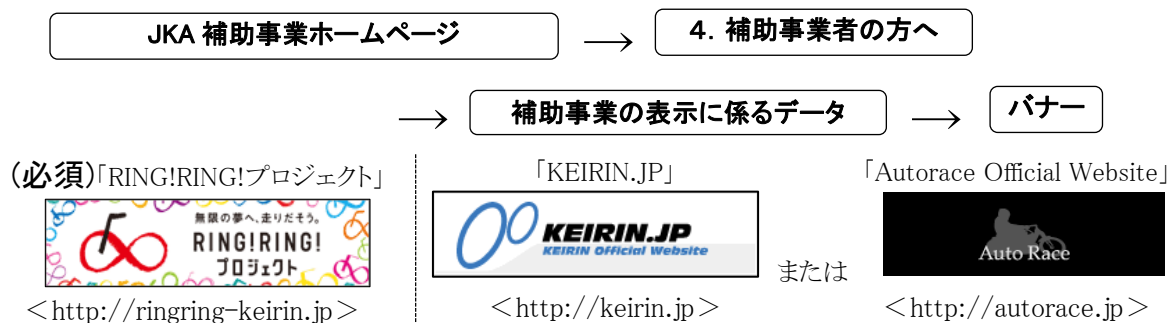 JKA 補助事業ホームページ → 4．補助事業者の方へ
→ 補助事業の表示に係るデータ → バナー
(必須)「RING!RING!プロジェクト」 「KEIRIN.JP」 「Autorace Official Website」
無限の夢へ、走りだそう。
RING!RING!
プロジェクト
KEIRIN.JP
KEIRIN Official Website
または
Auto Race
＜http://ringring-keirin.jp＞ ＜http://keirin.jp＞ ＜http://autorace.jp＞